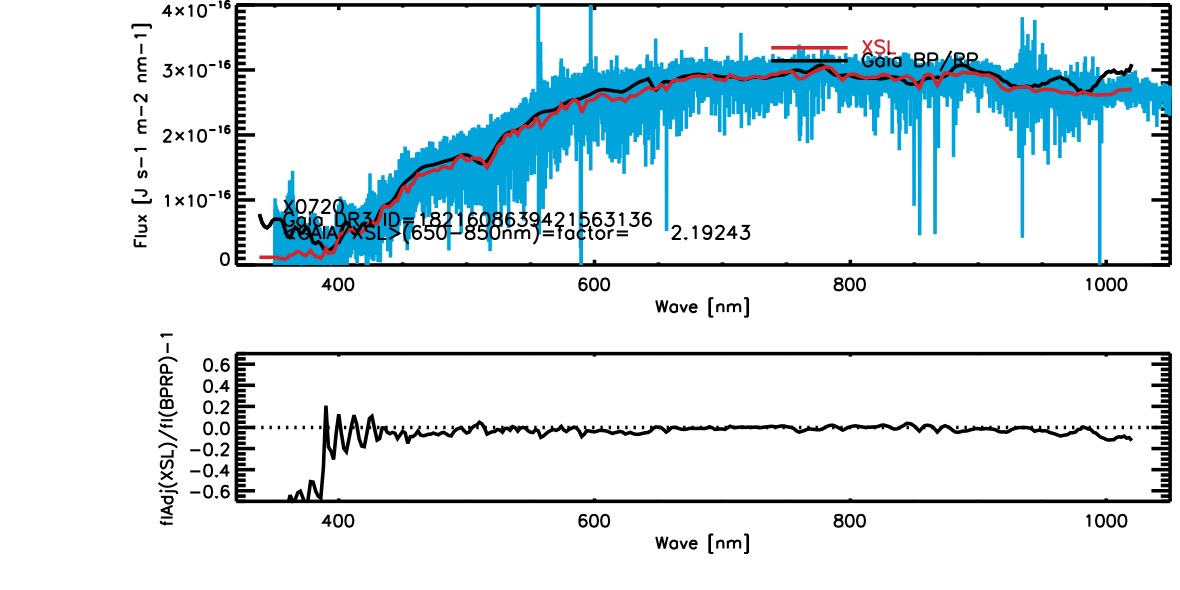 4×10⁻¹⁶
3×10⁻¹⁶
2×10⁻¹⁶
1×10⁻¹⁶
0
Flux [J s−1 m−2 nm−1]
XSL
Gaia BP/RP
X0720
Gaia DR3 ID=1821608639421563136
XSL>(650−850nm)=factor= 2.19243
400 600 800 1000
Wave [nm]
0.6
0.4
0.2
0.0
−0.2
−0.4
−0.6
flAdj(XSL)/fl(BPRP)−1
400 600 800 1000
Wave [nm]